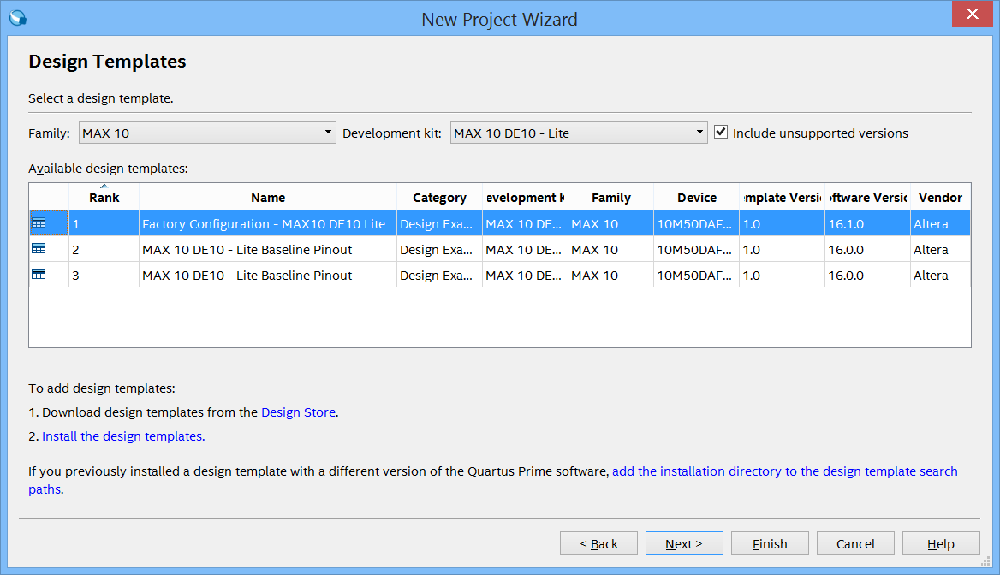 New Project Wizard
Design Templates
Select a design template.
Family: MAX 10 Development kit: MAX 10 DE10 - Lite Include unsupported versions
Available design templates:
Rank Name Category evelopment K Family Device emplate Versio oftware Versio Vendor
1 Factory Configuration - MAX10 DE10 Lite Design Exa... MAX 10 DE... MAX 10 10M50DAF... 1.0 16.1.0 Altera
2 MAX 10 DE10 - Lite Baseline Pinout Design Exa... MAX 10 DE... MAX 10 10M50DAF... 1.0 16.0.0 Altera
3 MAX 10 DE10 - Lite Baseline Pinout Design Exa... MAX 10 DE... MAX 10 10M50DAF... 1.0 16.0.0 Altera
To add design templates:
1. Download design templates from the Design Store.
2. Install the design templates.
If you previously installed a design template with a different version of the Quartus Prime software, add the installation directory to the design template search
paths.
< Back Next > Finish Cancel Help